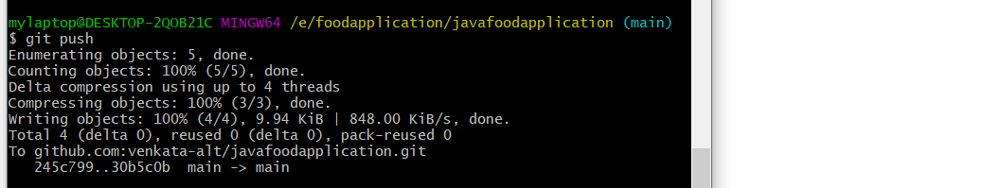 mylaptop@DESKTOP-2QOB21C MINGW64 /e/foodapplication/javafoodapplication (main)
$ git push
Enumerating objects: 5, done.
Counting objects: 100% (5/5), done.
Delta compression using up to 4 threads
Compressing objects: 100% (3/3), done.
Writing objects: 100% (4/4), 9.94 KiB | 848.00 KiB/s, done.
Total 4 (delta 0), reused 0 (delta 0), pack-reused 0
To github.com:venkata-alt/javafoodapplication.git
   245c799..30b5c0b  main -> main